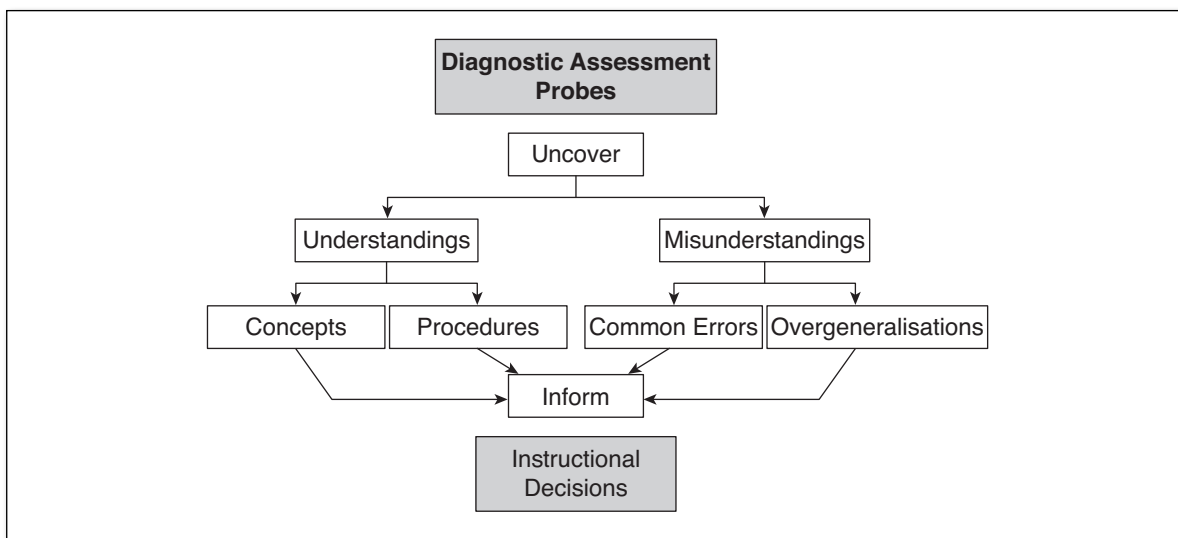 Diagnostic Assessment
Probes
Uncover
Understandings
Misunderstandings
Concepts
Procedures
Common Errors
Overgeneralisations
Inform
Instructional
Decisions